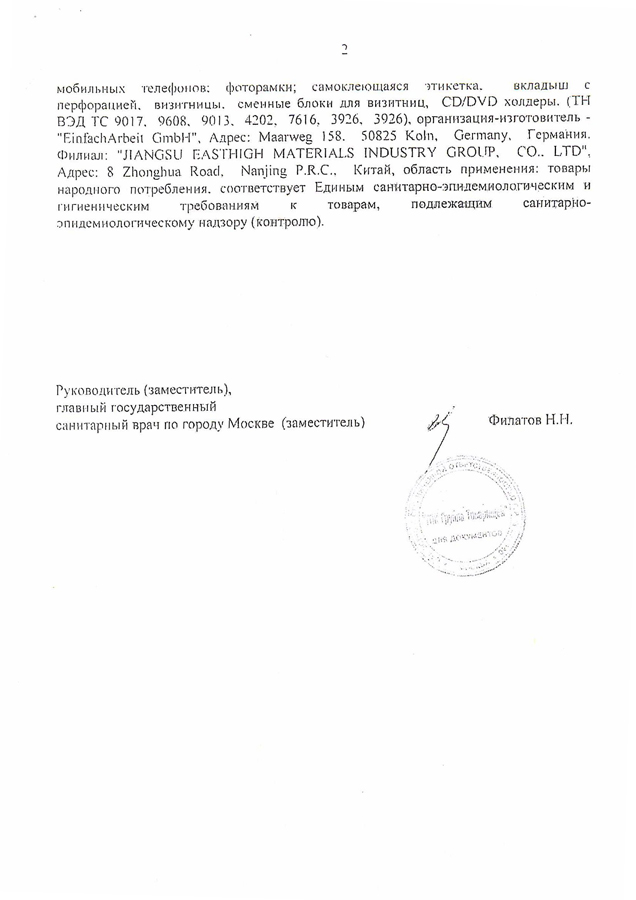 2
мобильных телефонов; фоторамки; самоклеющаяся этикетка, вкладыш с
перфорацией, визитницы, сменные блоки для визитниц, CD/DVD холдеры. (ТН
ВЭД ТС 9017, 9608, 9013, 4202, 7616, 3926, 3926), организация-изготовитель -
"EinfachArbeit GmbH", Адрес: Maarweg 158, 50825 Koln, Germany, Германия.
Филиал: "JIANGSU EASTHIGH MATERIALS INDUSTRY GROUP, CO., LTD",
Адрес: 8 Zhonghua Road, Nanjing P.R.C., Китай, область применения: товары
народного потребления, соответствует Единым санитарно-эпидемиологическим и
гигиеническим требованиям к товарам, подлежащим санитарно-
эпидемиологическому надзору (контролю).
Руководитель (заместитель),
главный государственный
санитарный врач по городу Москве (заместитель)
Филатов Н.Н.
для документов